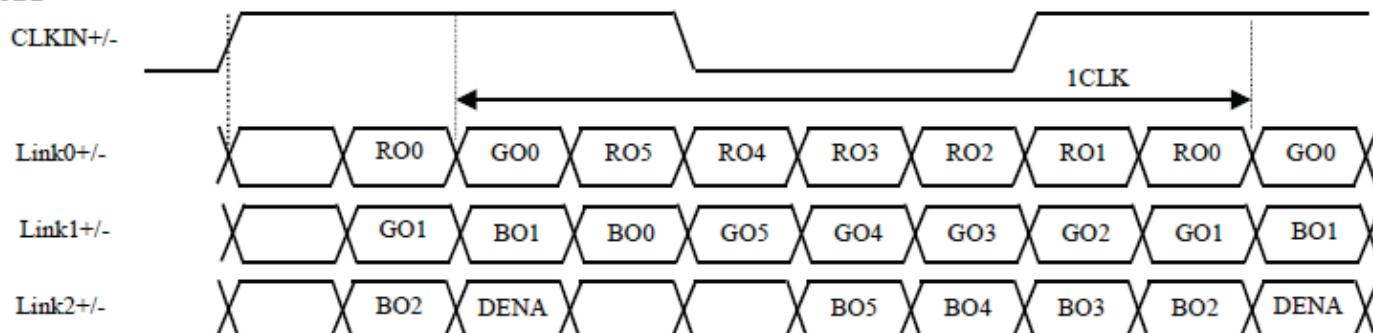 CLKIN+/-
1CLK
Link0+/- RO0 GO0 RO5 RO4 RO3 RO2 RO1 RO0 GO0
Link1+/- GO1 BO1 BO0 GO5 GO4 GO3 GO2 GO1 BO1
Link2+/- BO2 DENA BO5 BO4 BO3 BO2 DENA